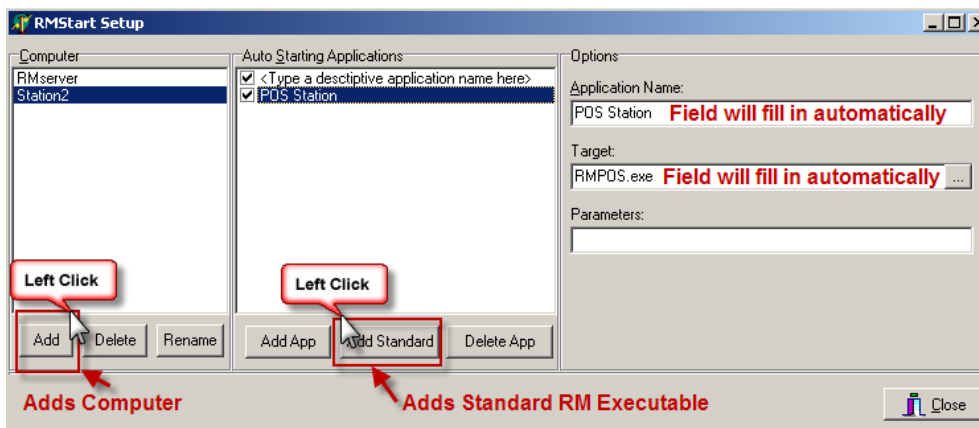 RMStart Setup
Computer
RMserver
Station2
Left Click
Add Delete Rename
Adds Computer
Auto Starting Applications
<Type a desctiptive application name here>
POS Station
Left Click
Add App Add Standard Delete App
Adds Standard RM Executable
Options
Application Name:
POS Station Field will fill in automatically
Target:
RMPOS.exe Field will fill in automatically ...
Parameters:
Close